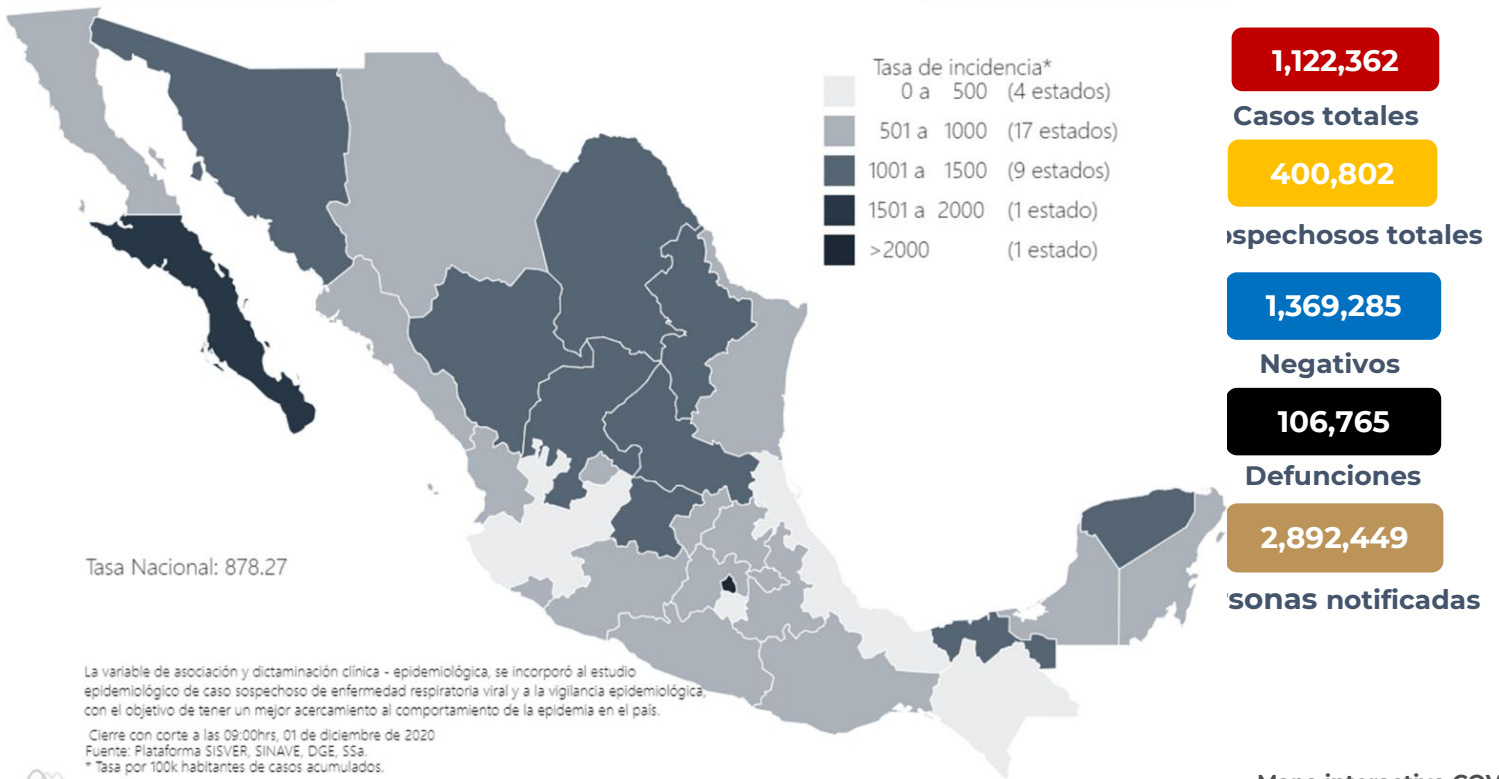 Tasa de incidencia*
0 a 500 (4 estados)
501 a 1000 (17 estados)
1001 a 1500 (9 estados)
1501 a 2000 (1 estado)
>2000 (1 estado)
Tasa Nacional: 878.27
La variable de asociación y dictaminación clínica - epidemiológica, se incorporó al estudio
epidemiológico de caso sospechoso de enfermedad respiratoria viral y a la vigilancia epidemiológica,
con el objetivo de tener un mejor acercamiento al comportamiento de la epidemia en el país.
Cierre con corte a las 09:00hrs, 01 de diciembre de 2020
Fuente: Plataforma SISVER, SINAVE, DGE, SSa.
* Tasa por 100k habitantes de casos acumulados.
1,122,362
Casos totales
400,802
ospechosos totales
1,369,285
Negativos
106,765
Defunciones
2,892,449
sonas notificadas